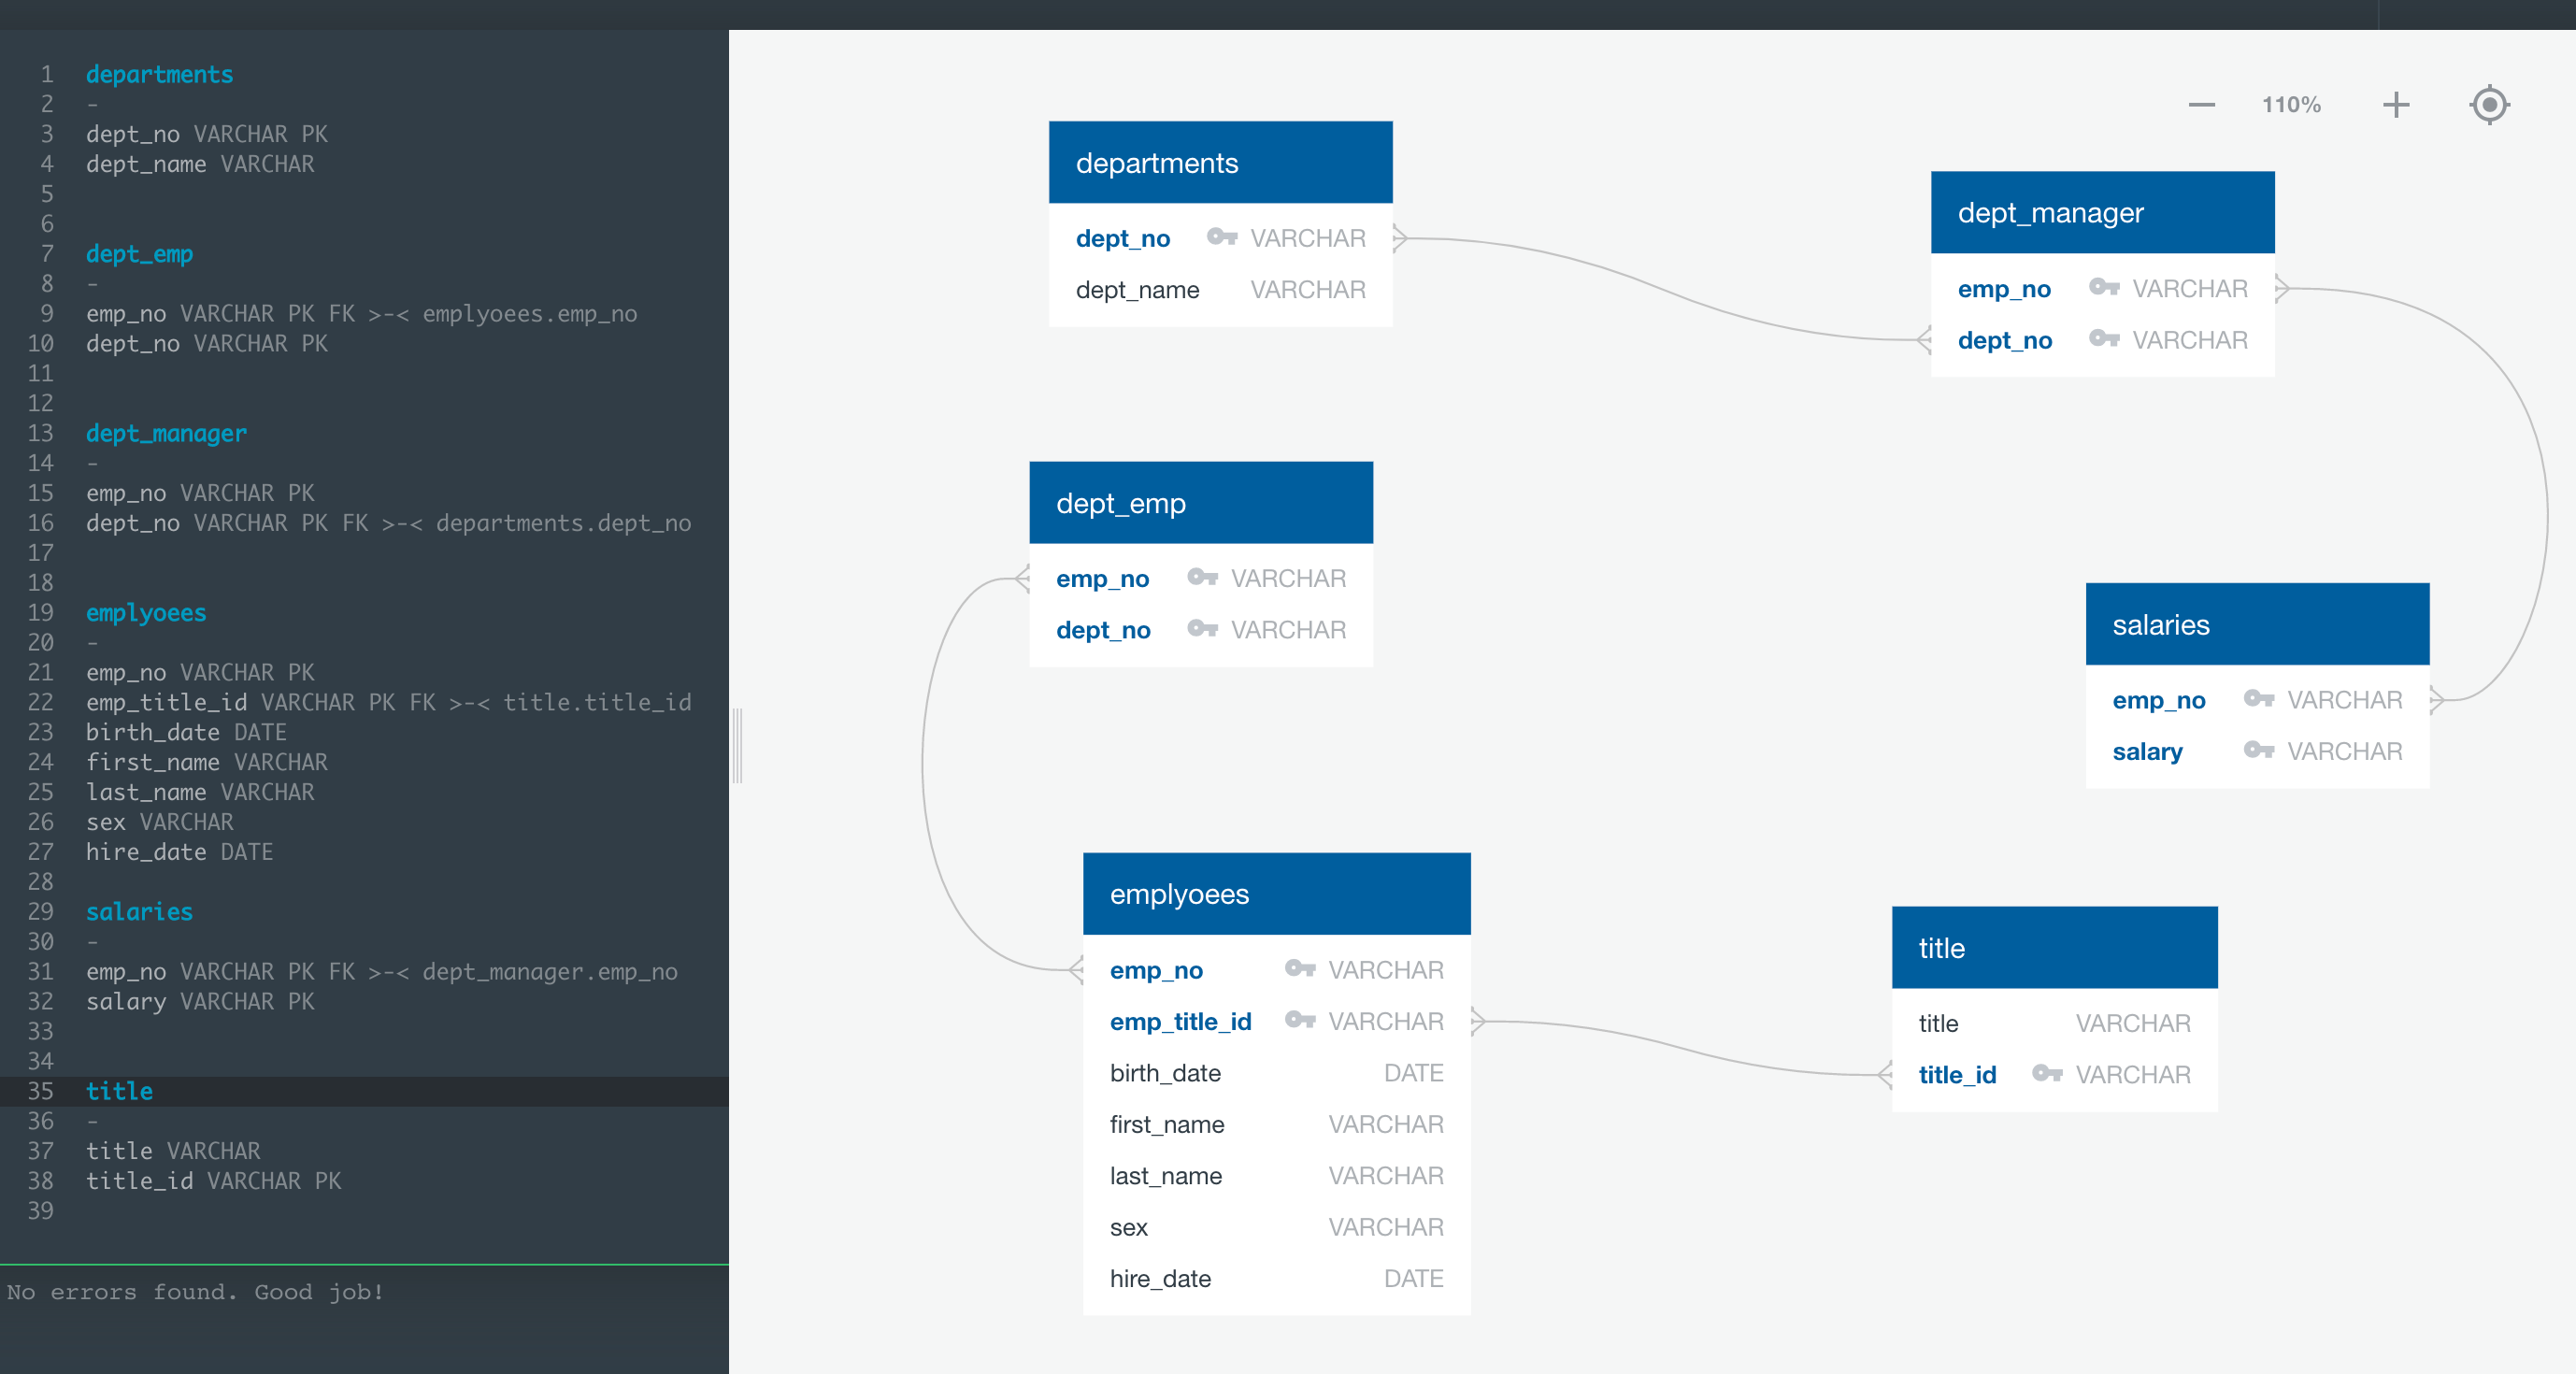 1 departments
2 -
3 dept_no VARCHAR PK
4 dept_name VARCHAR
5
6
7 dept_emp
8 -
9 emp_no VARCHAR PK FK >-< emplyoees.emp_no
10 dept_no VARCHAR PK
11
12
13 dept_manager
14 -
15 emp_no VARCHAR PK
16 dept_no VARCHAR PK FK >-< departments.dept_no
17
18
19 emplyoees
20 -
21 emp_no VARCHAR PK
22 emp_title_id VARCHAR PK FK >-< title.title_id
23 birth_date DATE
24 first_name VARCHAR
25 last_name VARCHAR
26 sex VARCHAR
27 hire_date DATE
28
29 salaries
30 -
31 emp_no VARCHAR PK FK >-< dept_manager.emp_no
32 salary VARCHAR PK
33
34
35 title
36 -
37 title VARCHAR
38 title_id VARCHAR PK
39
No errors found. Good job!
110%
departments
dept_no VARCHAR
dept_name VARCHAR
dept_manager
emp_no VARCHAR
dept_no VARCHAR
dept_emp
emp_no VARCHAR
dept_no VARCHAR
salaries
emp_no VARCHAR
salary VARCHAR
emplyoees
emp_no VARCHAR
emp_title_id VARCHAR
birth_date DATE
first_name VARCHAR
last_name VARCHAR
sex VARCHAR
hire_date DATE
title
title VARCHAR
title_id VARCHAR